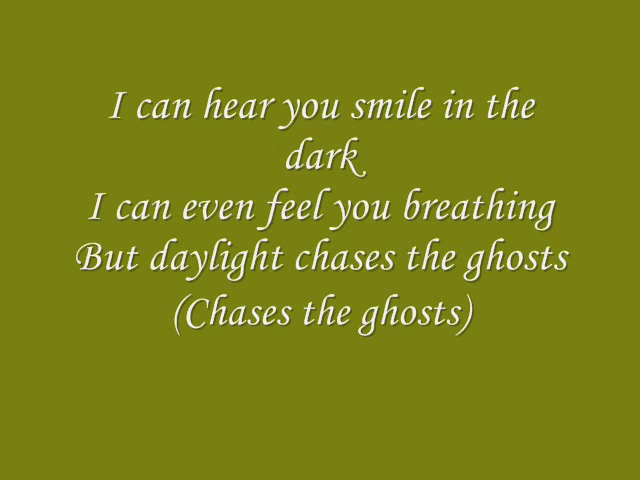 I can hear you smile in the
dark
I can even feel you breathing
But daylight chases the ghosts
(Chases the ghosts)